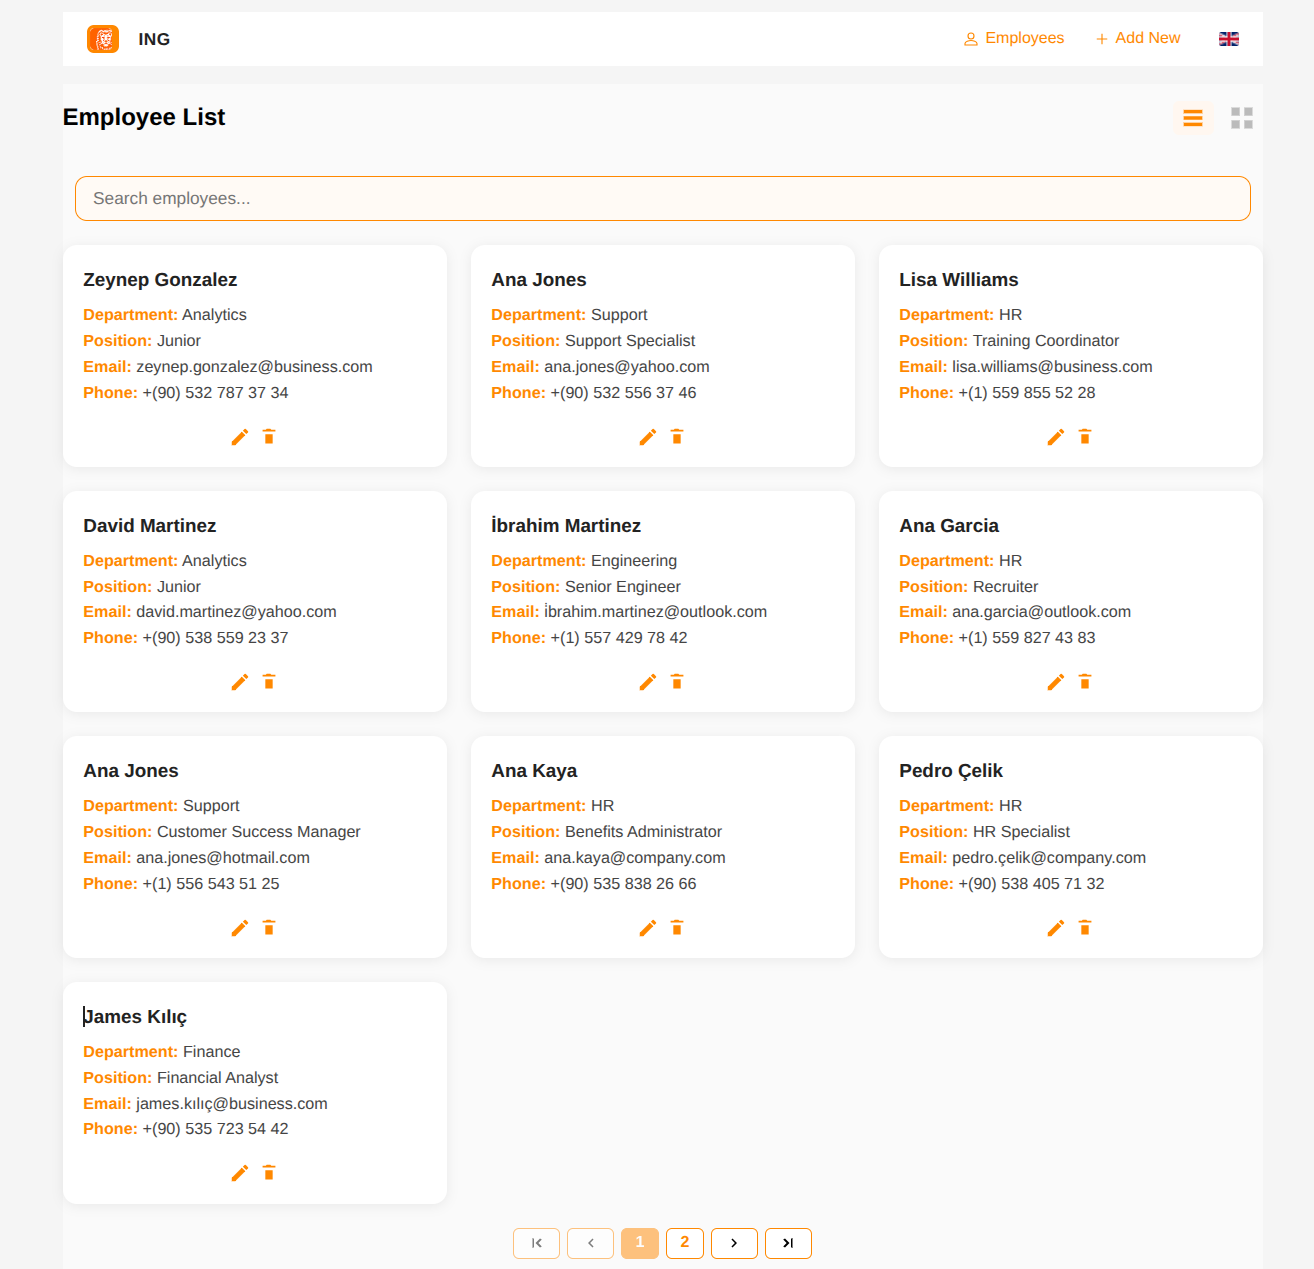 ING
Employees
Add New
Employee List
Search employees...
Zeynep Gonzalez
Department: Analytics
Position: Junior
Email: zeynep.gonzalez@business.com
Phone: +(90) 532 787 37 34
Ana Jones
Department: Support
Position: Support Specialist
Email: ana.jones@yahoo.com
Phone: +(90) 532 556 37 46
Lisa Williams
Department: HR
Position: Training Coordinator
Email: lisa.williams@business.com
Phone: +(1) 559 855 52 28
David Martinez
Department: Analytics
Position: Junior
Email: david.martinez@yahoo.com
Phone: +(90) 538 559 23 37
İbrahim Martinez
Department: Engineering
Position: Senior Engineer
Email: i̇brahim.martinez@outlook.com
Phone: +(1) 557 429 78 42
Ana Garcia
Department: HR
Position: Recruiter
Email: ana.garcia@outlook.com
Phone: +(1) 559 827 43 83
Ana Jones
Department: Support
Position: Customer Success Manager
Email: ana.jones@hotmail.com
Phone: +(1) 556 543 51 25
Ana Kaya
Department: HR
Position: Benefits Administrator
Email: ana.kaya@company.com
Phone: +(90) 535 838 26 66
Pedro Çelik
Department: HR
Position: HR Specialist
Email: pedro.çelik@company.com
Phone: +(90) 538 405 71 32
James Kılıç
Department: Finance
Position: Financial Analyst
Email: james.kılıç@business.com
Phone: +(90) 535 723 54 42
1
2